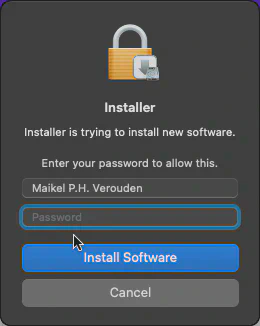 Installer
Installer is trying to install new software.
Enter your password to allow this.
Maikel P.H. Verouden
Password
Install Software
Cancel